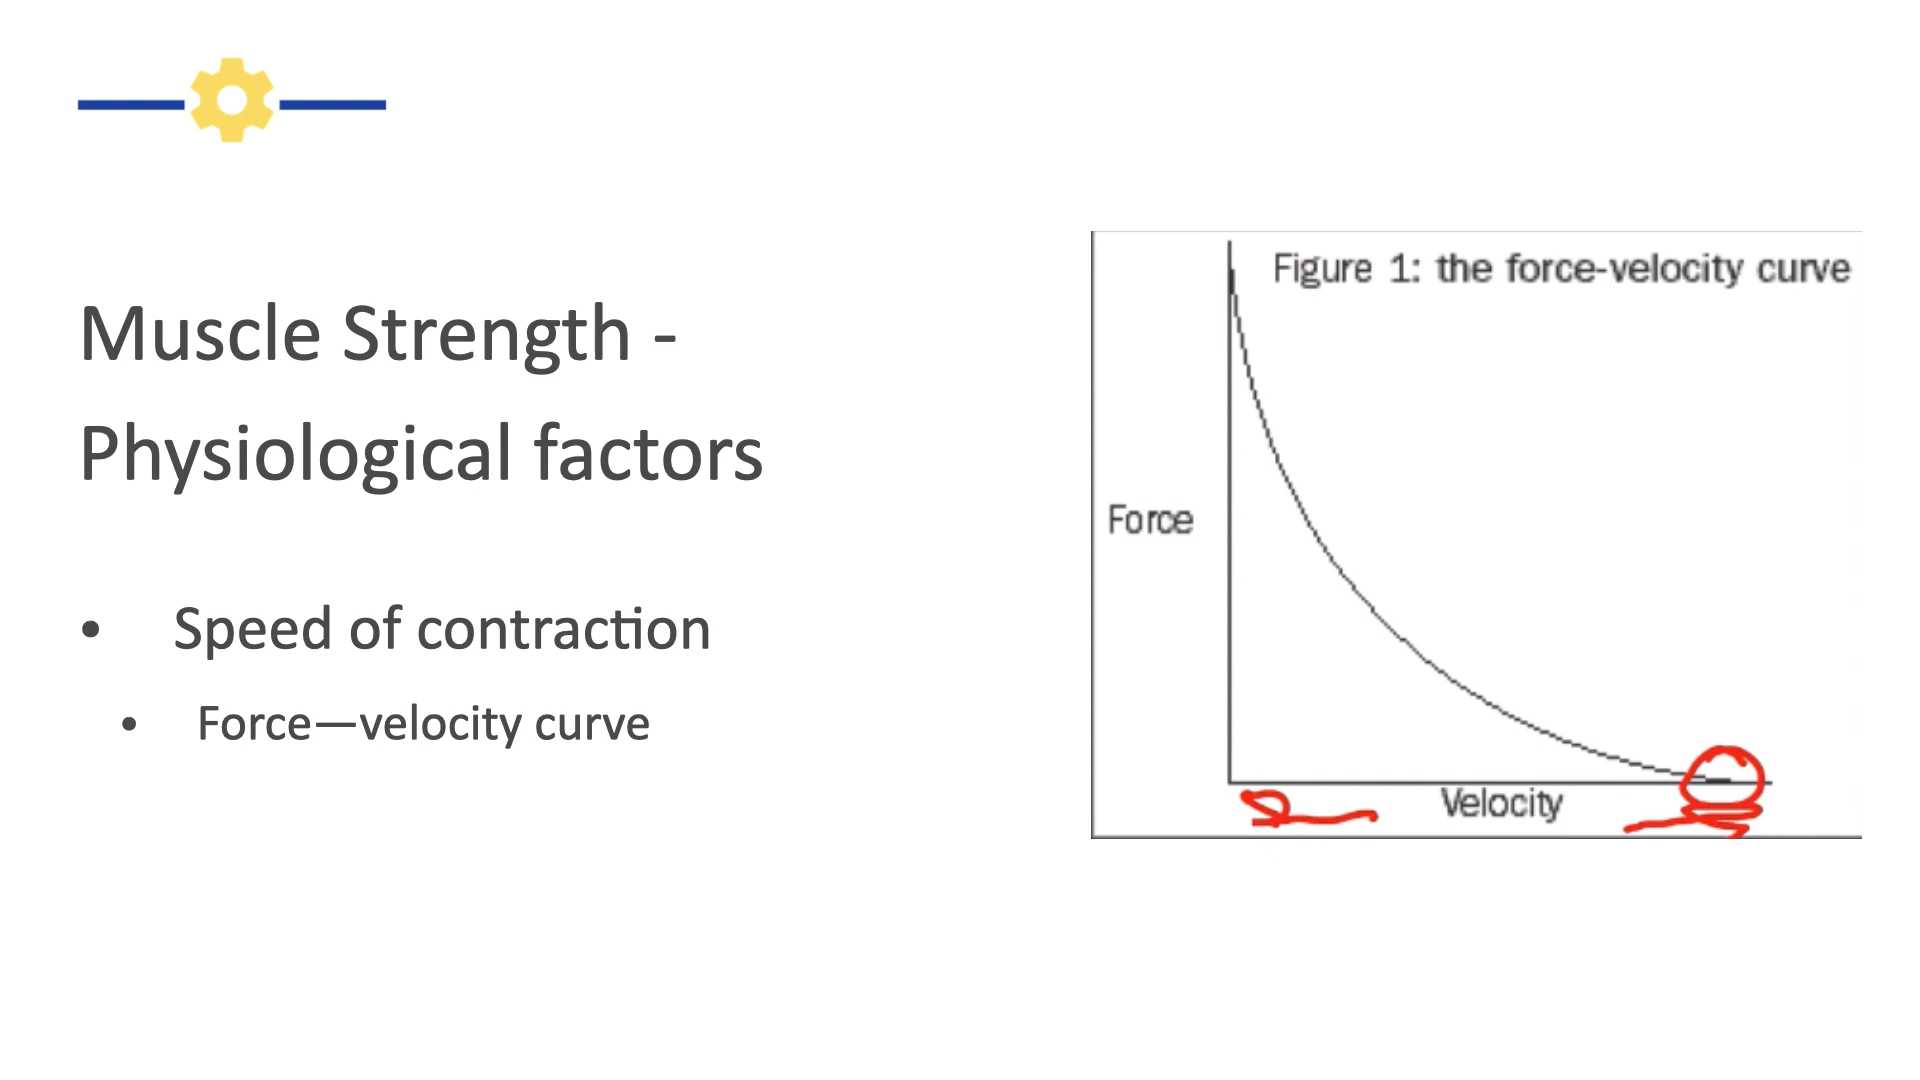 Muscle Strength -
Physiological factors
• Speed of contraction
• Force—velocity curve
Figure 1: the force-velocity curve
Force
Velocity